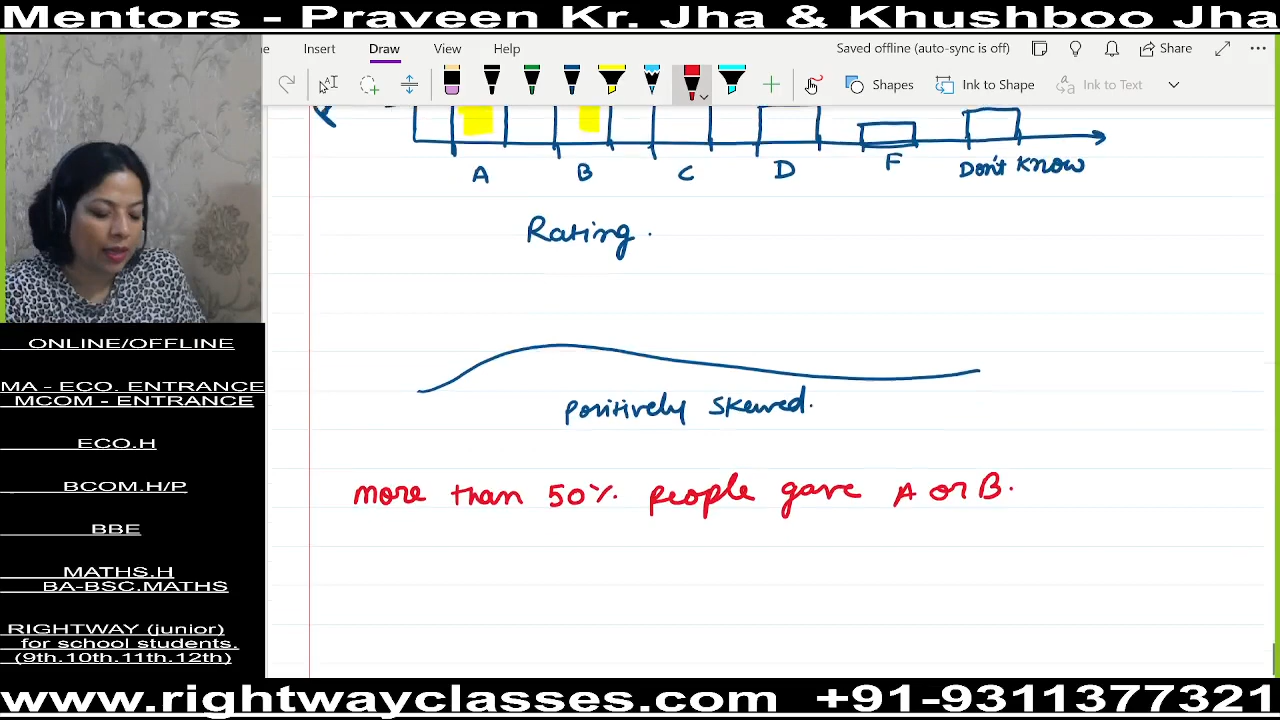 Mentors - Praveen Kr. Jha & Khushboo Jha
Insert Draw View Help
Saved offline (auto-sync is off)
Share
Shapes
Ink to Shape
Ink to Text
A B C D F Don't Know
Rating.
Positively Skewed.
more than 50% people gave A or B.
ONLINE/OFFLINE
MA - ECO. ENTRANCE
MCOM - ENTRANCE
ECO.H
BCOM.H/P
BBE
MATHS.H
BA-BSC.MATHS
RIGHTWAY (junior)
for school students.
(9th.10th.11th.12th)
www.rightwayclasses.com +91-9311377321